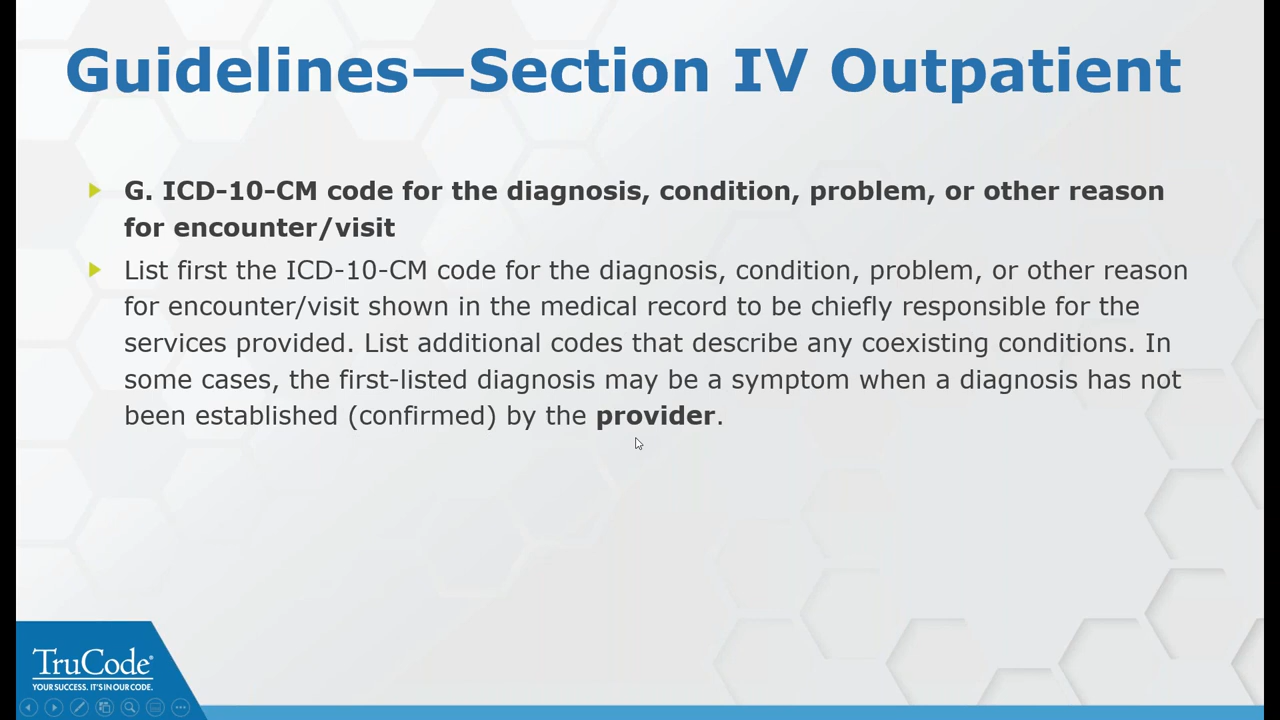 Guidelines—Section IV Outpatient
G. ICD-10-CM code for the diagnosis, condition, problem, or other reason
for encounter/visit
List first the ICD-10-CM code for the diagnosis, condition, problem, or other reason
for encounter/visit shown in the medical record to be chiefly responsible for the
services provided. List additional codes that describe any coexisting conditions. In
some cases, the first-listed diagnosis may be a symptom when a diagnosis has not
been established (confirmed) by the provider.
TruCode®
YOUR SUCCESS. IT'S IN OUR CODE.